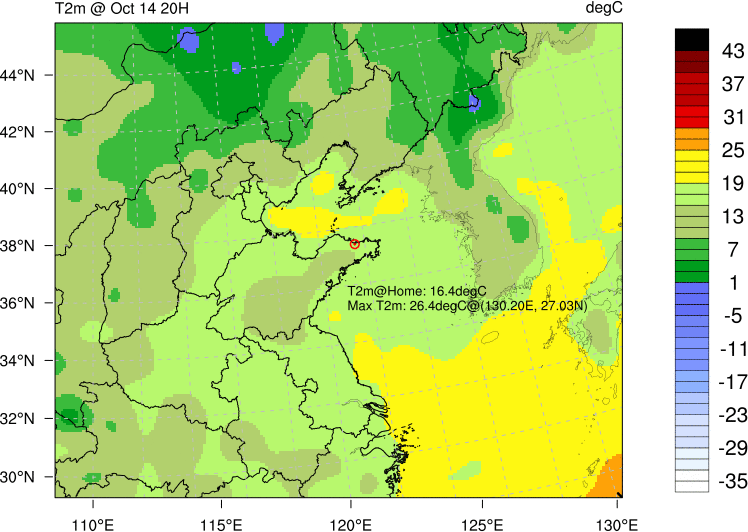 T2m @ Oct 14 20H degC
44°N
42°N
40°N
38°N
36°N
34°N
32°N
30°N
T2m@Home: 16.4degC
Max T2m: 26.4degC@(130.20E, 27.03N)
110°E 115°E 120°E 125°E 130°E
43
37
31
25
19
13
7
1
-5
-11
-17
-23
-29
-35